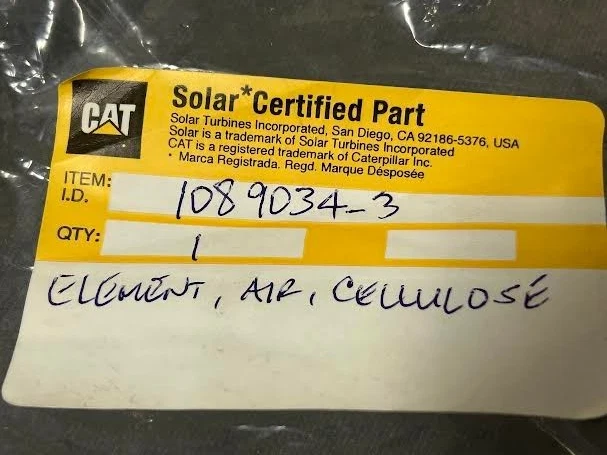 CAT
Solar*Certified Part
Solar Turbines Incorporated, San Diego, CA 92186-5376, USA
Solar is a trademark of Solar Turbines Incorporated
CAT is a registered trademark of Caterpillar Inc.
* Marca Registrada. Regd. Marque Désposée
ITEM:
I.D.
1089034-3
QTY:
1
ELEMENT, AIR, CELLULOSE